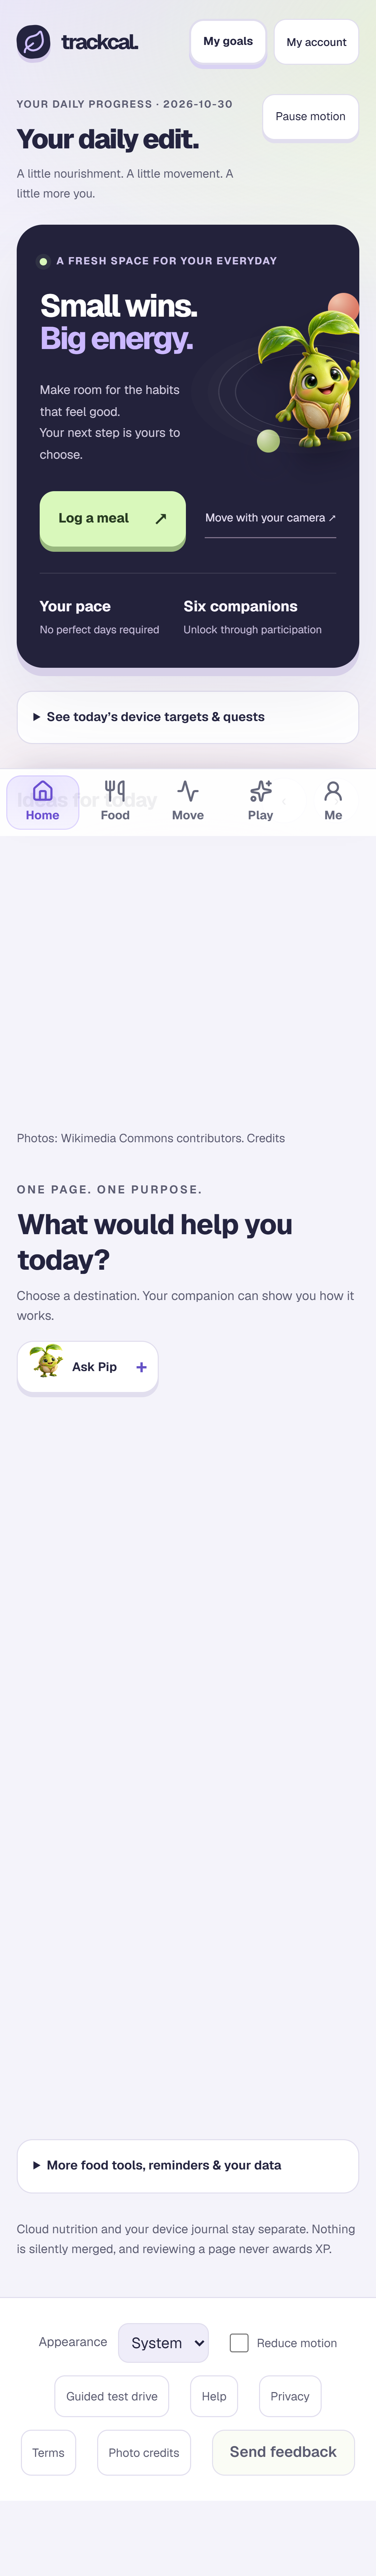 trackcal.
My goals
My account
YOUR DAILY PROGRESS · 2026-10-30
Your daily edit.
A little nourishment. A little movement. A
little more you.
Pause motion
A FRESH SPACE FOR YOUR EVERYDAY
Small wins.
Big energy.
Make room for the habits
that feel good.
Your next step is yours to
choose.
Log a meal ↗
Move with your camera ↗
Your pace
No perfect days required
Six companions
Unlock through participation
▶ See today's device targets & quests
Ideas for today
Home
Food
Move
Play
Me
Photos: Wikimedia Commons contributors. Credits
ONE PAGE. ONE PURPOSE.
What would help you
today?
Choose a destination. Your companion can show you how it
works.
Ask Pip +
▶ More food tools, reminders & your data
Cloud nutrition and your device journal stay separate. Nothing
is silently merged, and reviewing a page never awards XP.
Appearance
System
Reduce motion
Guided test drive
Help
Privacy
Terms
Photo credits
Send feedback